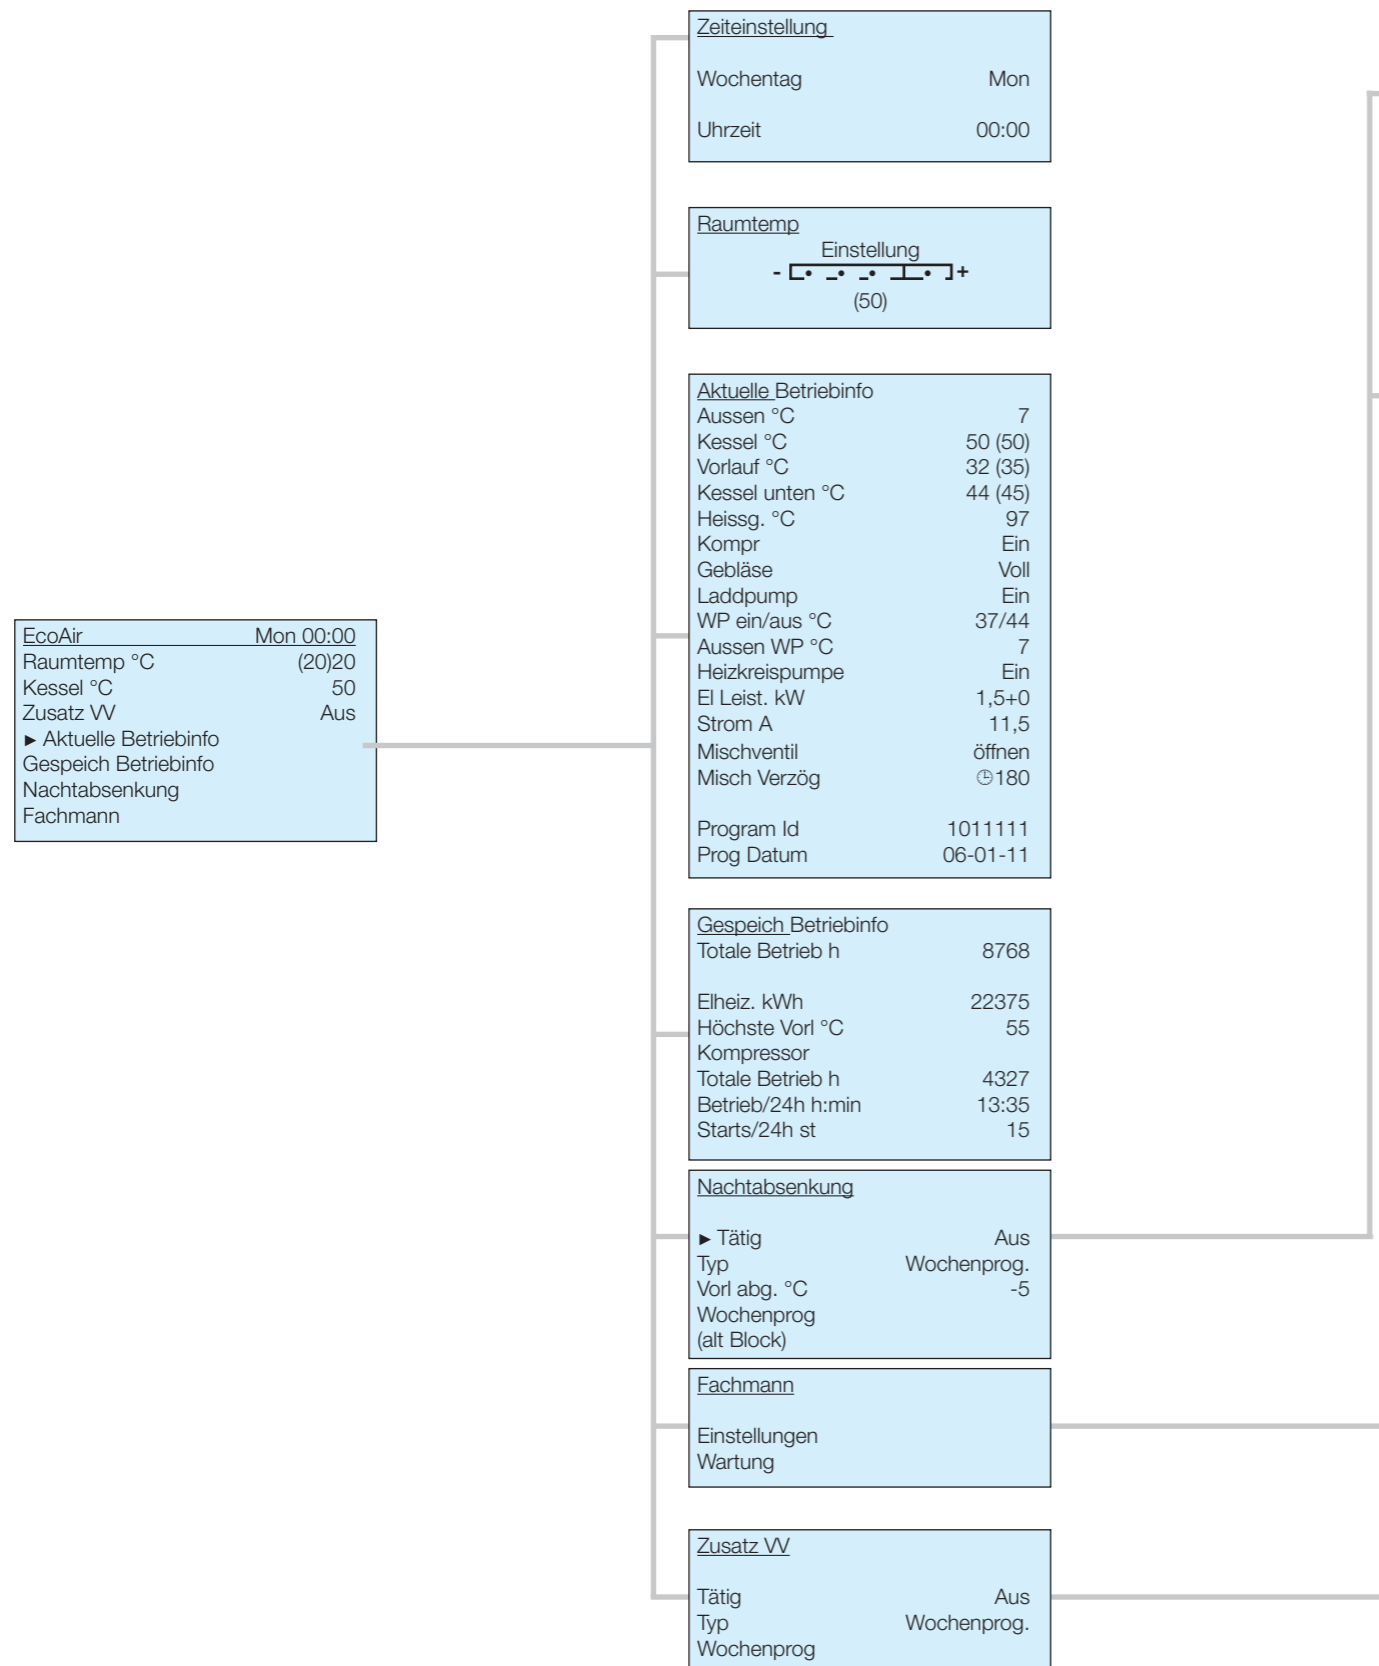 EcoAir Mon 00:00
Raumtemp °C (20)20
Kessel °C 50
Zusatz VV Aus
► Aktuelle Betriebinfo
Gespeich Betriebinfo
Nachtabsenkung
Fachmann
Zeiteinstellung
Wochentag Mon
Uhrzeit 00:00
Raumtemp
Einstellung
- +
(50)
Aktuelle Betriebinfo
Aussen °C 7
Kessel °C 50 (50)
Vorlauf °C 32 (35)
Kessel unten °C 44 (45)
Heissg. °C 97
Kompr Ein
Gebläse Voll
Laddpump Ein
WP ein/aus °C 37/44
Aussen WP °C 7
Heizkreispumpe Ein
El Leist. kW 1,5+0
Strom A 11,5
Mischventil öffnen
Misch Verzög 180
Program Id 1011111
Prog Datum 06-01-11
Gespeich Betriebinfo
Totale Betrieb h 8768
Elheiz. kWh 22375
Höchste Vorl °C 55
Kompressor
Totale Betrieb h 4327
Betrieb/24h h:min 13:35
Starts/24h st 15
Nachtabsenkung
► Tätig Aus
Typ Wochenprog.
Vorl abg. °C -5
Wochenprog
(alt Block)
Fachmann
Einstellungen
Wartung
Zusatz VV
Tätig Aus
Typ Wochenprog.
Wochenprog